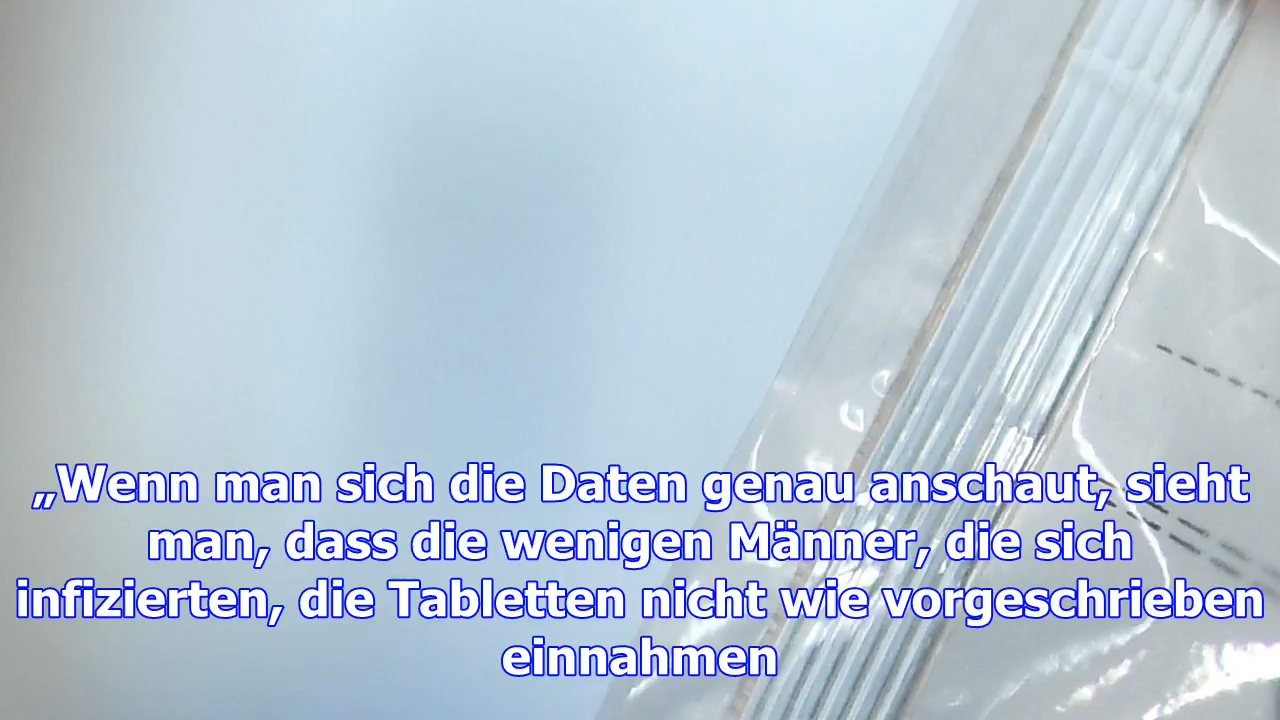 „Wenn man sich die Daten genau anschaut, sieht
man, dass die wenigen Männer, die sich
infizierten, die Tabletten nicht wie vorgeschrieben
einnahmen